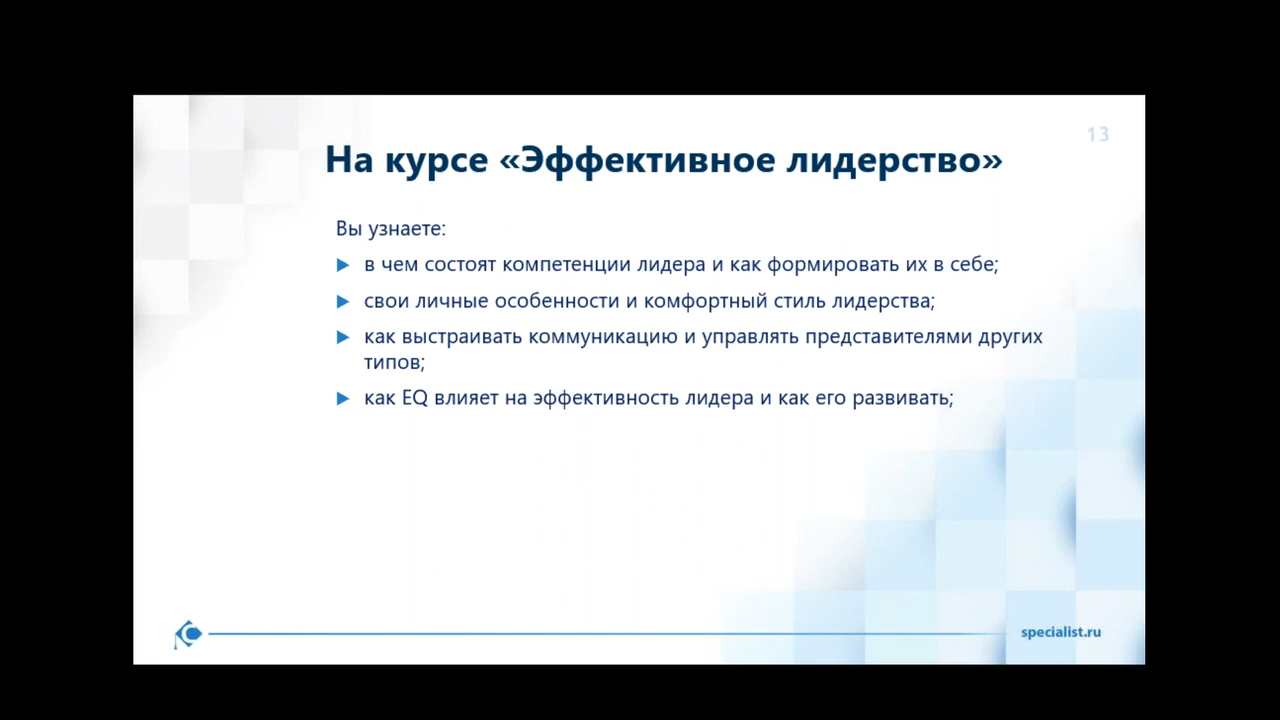 13
На курсе «Эффективное лидерство»
Вы узнаете:
в чем состоят компетенции лидера и как формировать их в себе;
свои личные особенности и комфортный стиль лидерства;
как выстраивать коммуникацию и управлять представителями других
типов;
как EQ влияет на эффективность лидера и как его развивать;
specialist.ru